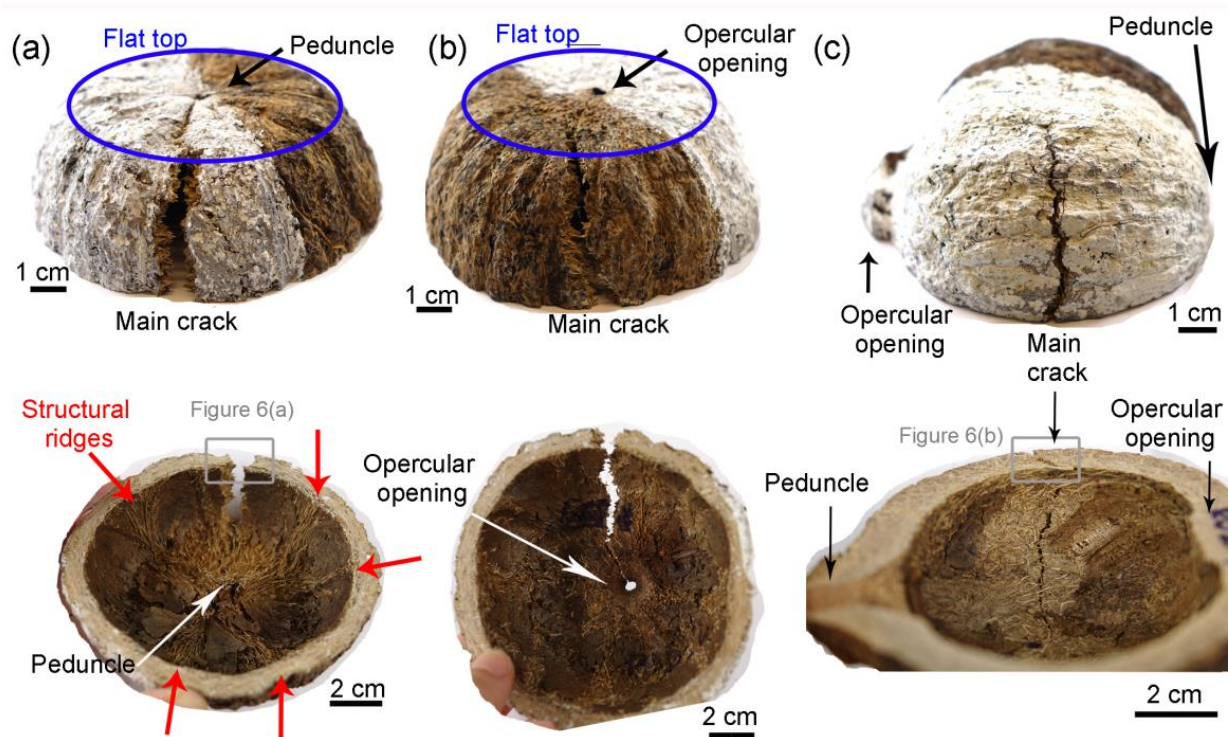 (a)
Flat top
Peduncle
1 cm
Main crack
(b)
Flat top
Opercular
opening
1 cm
Main crack
(c)
Peduncle
Opercular
opening
1 cm
Main
crack
Structural
ridges
Figure 6(a)
Peduncle
2 cm
Opercular
opening
2 cm
Figure 6(b)
Peduncle
Opercular
opening
2 cm